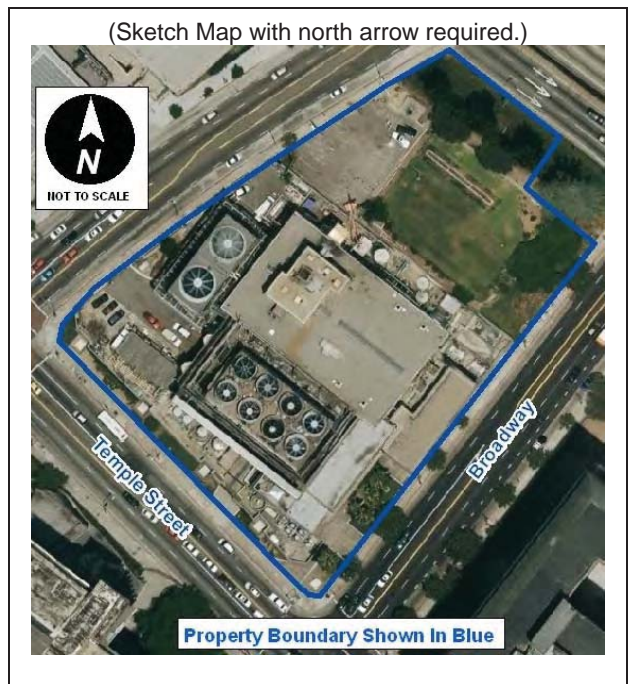 (Sketch Map with north arrow required.)
N
NOT TO SCALE
Temple Street
Broadway
Property Boundary Shown In Blue